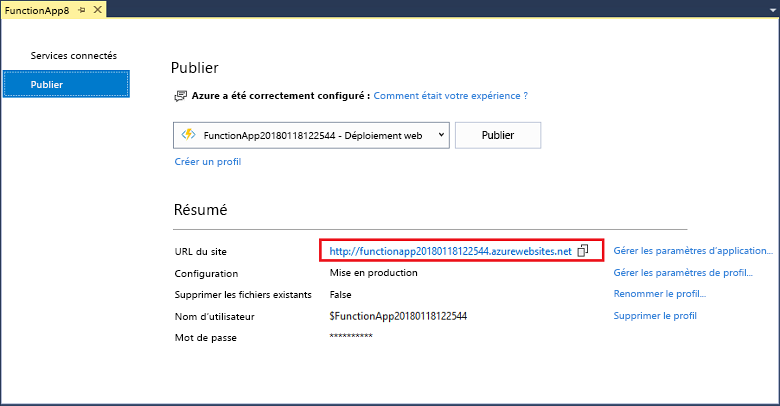 FunctionApp8
Services connectés
Publier
Publier
Azure a été correctement configuré : Comment était votre expérience ?
FunctionApp20180118122544 - Déploiement web
Publier
Créer un profil
Résumé
URL du site http://functionapp20180118122544.azurewebsites.net Gérer les paramètres d'application...
Configuration Mise en production Gérer les paramètres de profil...
Supprimer les fichiers existants False Renommer le profil...
Nom d'utilisateur $FunctionApp20180118122544 Supprimer le profil
Mot de passe **********